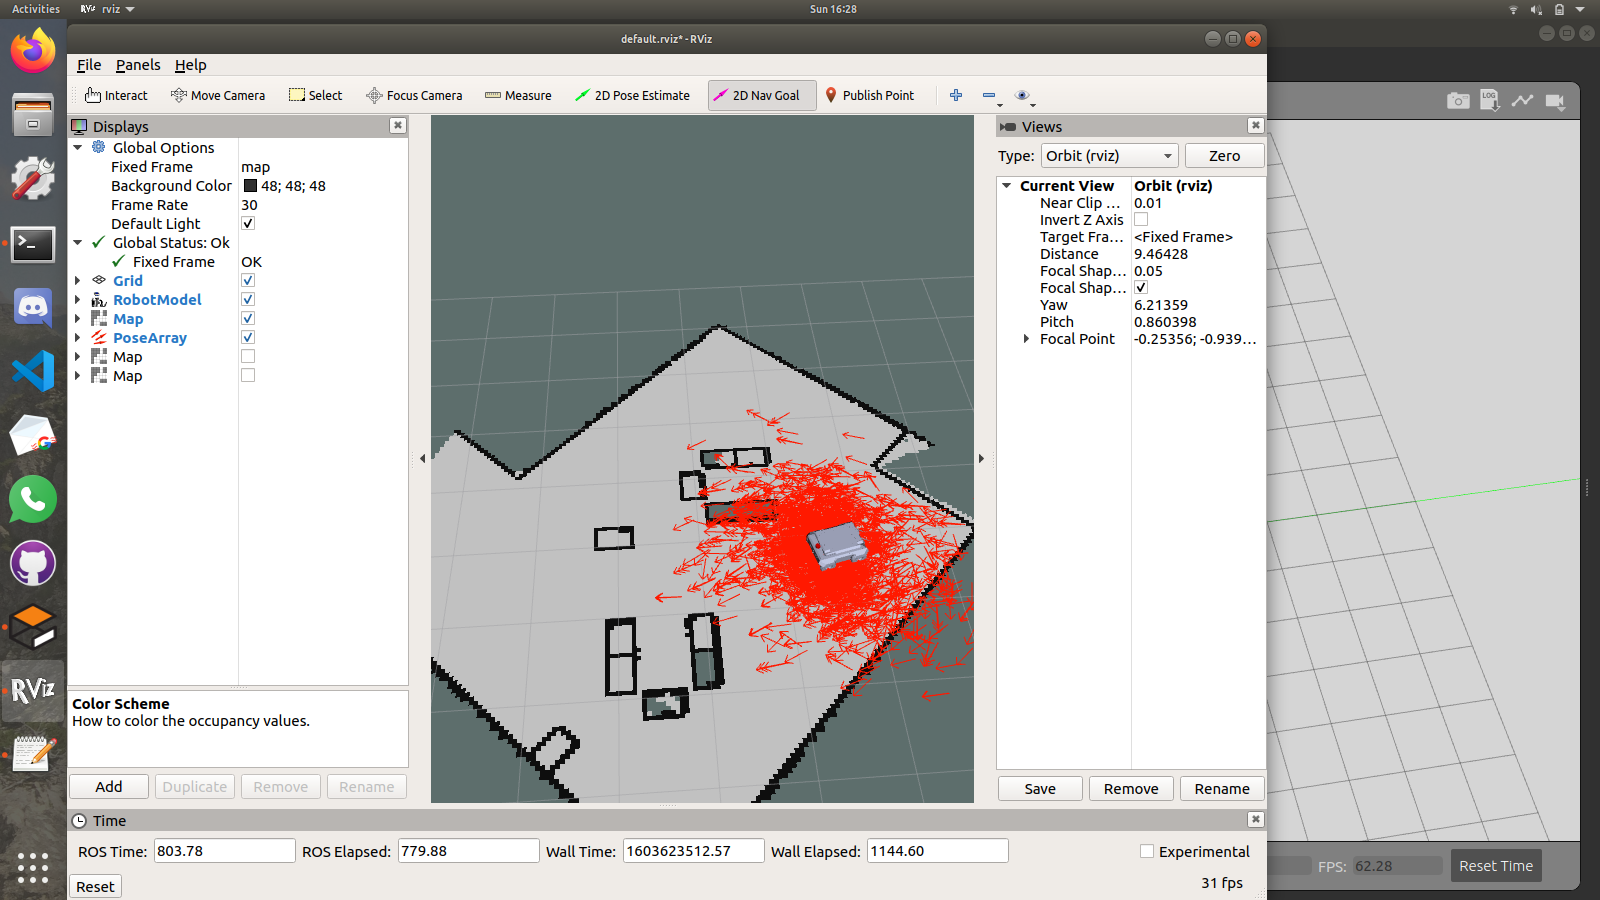 Activities
RViz rviz
Sun 16:28
default.rviz* - RViz
File Panels Help
Interact Move Camera Select Focus Camera Measure 2D Pose Estimate 2D Nav Goal Publish Point
LOG
Displays
Global Options
Fixed Frame map
Background Color 48; 48; 48
Frame Rate 30
Default Light
Global Status: Ok
Fixed Frame OK
Grid
RobotModel
Map
PoseArray
Map
Map
Color Scheme
How to color the occupancy values.
Add Duplicate Remove Rename
Views
Type: Orbit (rviz) Zero
Current View Orbit (rviz)
Near Clip ... 0.01
Invert Z Axis
Target Fra... <Fixed Frame>
Distance 9.46428
Focal Shap... 0.05
Focal Shap...
Yaw 6.21359
Pitch 0.860398
Focal Point -0.25356; -0.939...
Save Remove Rename
RViz
Time
ROS Time: 803.78 ROS Elapsed: 779.88 Wall Time: 1603623512.57 Wall Elapsed: 1144.60 Experimental
Reset 31 fps
FPS: 62.28 Reset Time